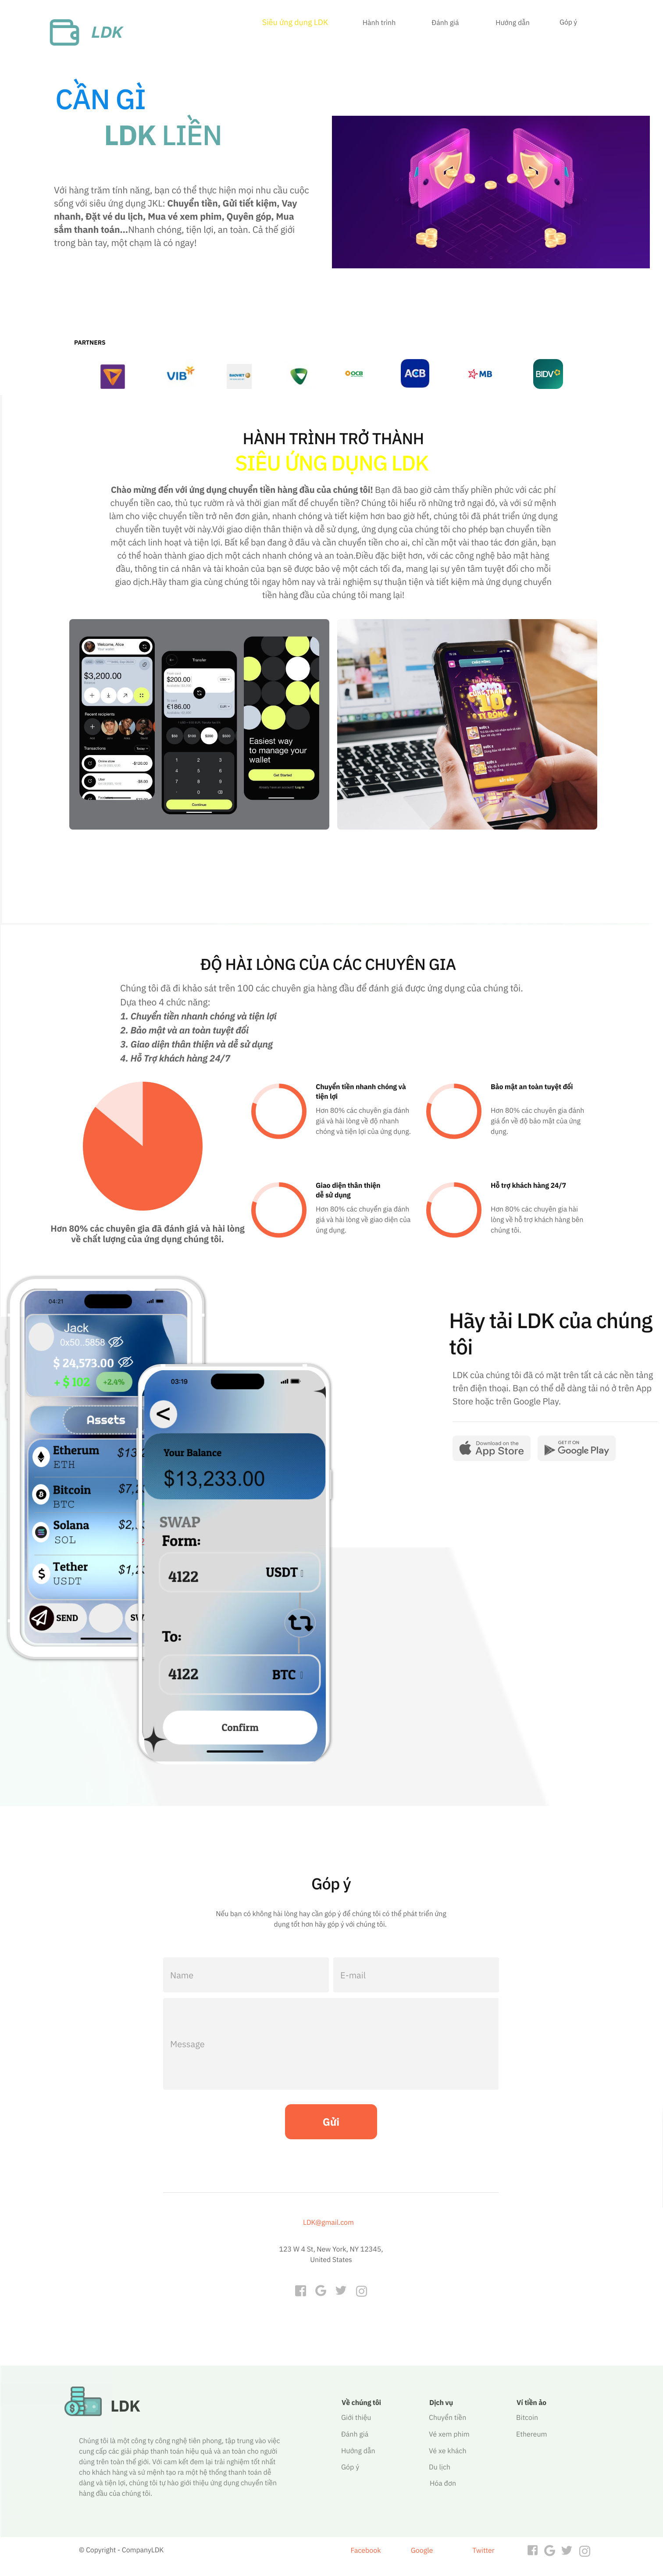 LDK
Siêu ứng dụng LDK
Hành trình
Đánh giá
Hướng dẫn
Góp ý
CẦN GÌ
LDK LIỀN
Với hàng trăm tính năng, bạn có thể thực hiện mọi nhu cầu cuộc
sống với siêu ứng dụng JKL: Chuyển tiền, Gửi tiết kiệm, Vay
nhanh, Đặt vé du lịch, Mua vé xem phim, Quyên góp, Mua
sắm thanh toán...Nhanh chóng, tiện lợi, an toàn. Cả thế giới
trong bàn tay, một chạm là có ngay!
PARTNERS
VIB
BAOVIET
OCB
ACB
MB
BIDV
HÀNH TRÌNH TRỞ THÀNH
SIÊU ỨNG DỤNG LDK
Chào mừng đến với ứng dụng chuyển tiền hàng đầu của chúng tôi! Bạn đã bao giờ cảm thấy phiền phức với các phí
chuyển tiền cao, thủ tục rườm rà và thời gian mất để chuyển tiền? Chúng tôi hiểu rõ những trở ngại đó, và với sứ mệnh
làm cho việc chuyển tiền trở nên đơn giản, nhanh chóng và tiết kiệm hơn bao giờ hết, chúng tôi đã phát triển ứng dụng
chuyển tiền tuyệt vời này.Với giao diện thân thiện và dễ sử dụng, ứng dụng của chúng tôi cho phép bạn chuyển tiền
một cách linh hoạt và tiện lợi. Bất kể bạn đang ở đâu và cần chuyển tiền cho ai, chỉ cần một vài thao tác đơn giản, bạn
có thể hoàn thành giao dịch một cách nhanh chóng và an toàn.Điều đặc biệt hơn, với các công nghệ bảo mật hàng
đầu, thông tin cá nhân và tài khoản của bạn sẽ được bảo vệ một cách tối đa, mang lại sự yên tâm tuyệt đối cho mỗi
giao dịch.Hãy tham gia cùng chúng tôi ngay hôm nay và trải nghiệm sự thuận tiện và tiết kiệm mà ứng dụng chuyển
tiền hàng đầu của chúng tôi mang lại!
Welcome, Alice
$3,200.00
Recent recipients
Transactions
Transfer
$200.00
€186.00
$50 $100 $200 $500
1 2 3
4 5 6
7 8 9
0
Continue
Easiest way
to manage your
wallet
Get Started
10
TỈ ĐỒNG
ĐỘ HÀI LÒNG CỦA CÁC CHUYÊN GIA
Chúng tôi đã đi khảo sát trên 100 các chuyên gia hàng đầu để đánh giá được ứng dụng của chúng tôi.
Dựa theo 4 chức năng:
1. Chuyển tiền nhanh chóng và tiện lợi
2. Bảo mật và an toàn tuyệt đối
3. Giao diện thân thiện và dễ sử dụng
4. Hỗ Trợ khách hàng 24/7
Chuyển tiền nhanh chóng và
tiện lợi
Hơn 80% các chuyên gia đánh
giá và hài lòng về độ nhanh
chóng và tiện lợi của ứng dụng.
Bảo mật an toàn tuyệt đối
Hơn 80% các chuyên gia đánh
giá ổn về độ bảo mật của ứng
dụng.
Giao diện thân thiện
dễ sử dụng
Hơn 80% các chuyển gia đánh
giá và hài lòng về giao diện của
ứng dụng.
Hỗ trợ khách hàng 24/7
Hơn 80% các chuyên gia hài
lòng về hỗ trợ khách hàng bên
chúng tôi.
Hơn 80% các chuyên gia đã đánh giá và hài lòng
về chất lượng của ứng dụng chúng tôi.
04:21
Jack
0x50..5858
$ 24,573.00
+ $ 102
+2.4%
Assets
Etherum
ETH
Bitcoin
BTC
Solana
SOL
Tether
USDT
SEND
03:19
<
Your Balance
$13,233.00
SWAP
Form:
4122
USDT
To:
4122
BTC
Confirm
Hãy tải LDK của chúng
tôi
LDK của chúng tôi đã có mặt trên tất cả các nền tảng
trên điện thoại. Bạn có thể dễ dàng tải nó ở trên App
Store hoặc trên Google Play.
Download on the
App Store
GET IT ON
Google Play
Góp ý
Nếu bạn có không hài lòng hay cần góp ý để chúng tôi có thể phát triển ứng
dụng tốt hơn hãy góp ý với chúng tôi.
Name
E-mail
Message
Gửi
LDK@gmail.com
123 W 4 St, New York, NY 12345,
United States
LDK
Chúng tôi là một công ty công nghệ tiên phong, tập trung vào việc
cung cấp các giải pháp thanh toán hiệu quả và an toàn cho người
dùng trên toàn thế giới. Với cam kết đem lại trải nghiệm tốt nhất
cho khách hàng và sứ mệnh tạo ra một hệ thống thanh toán dễ
dàng và tiện lợi, chúng tử hào giới thiệu ứng dụng chuyển tiền
hàng đầu của chúng tôi.
Về chúng tôi
Giới thiệu
Đánh giá
Hướng dẫn
Góp ý
Dịch vụ
Chuyển tiền
Vé xem phim
Vé xe khách
Du lịch
Hóa đơn
Ví tiền ảo
Bitcoin
Ethereum
© Copyright - CompanyLDK
Facebook
Google
Twitter